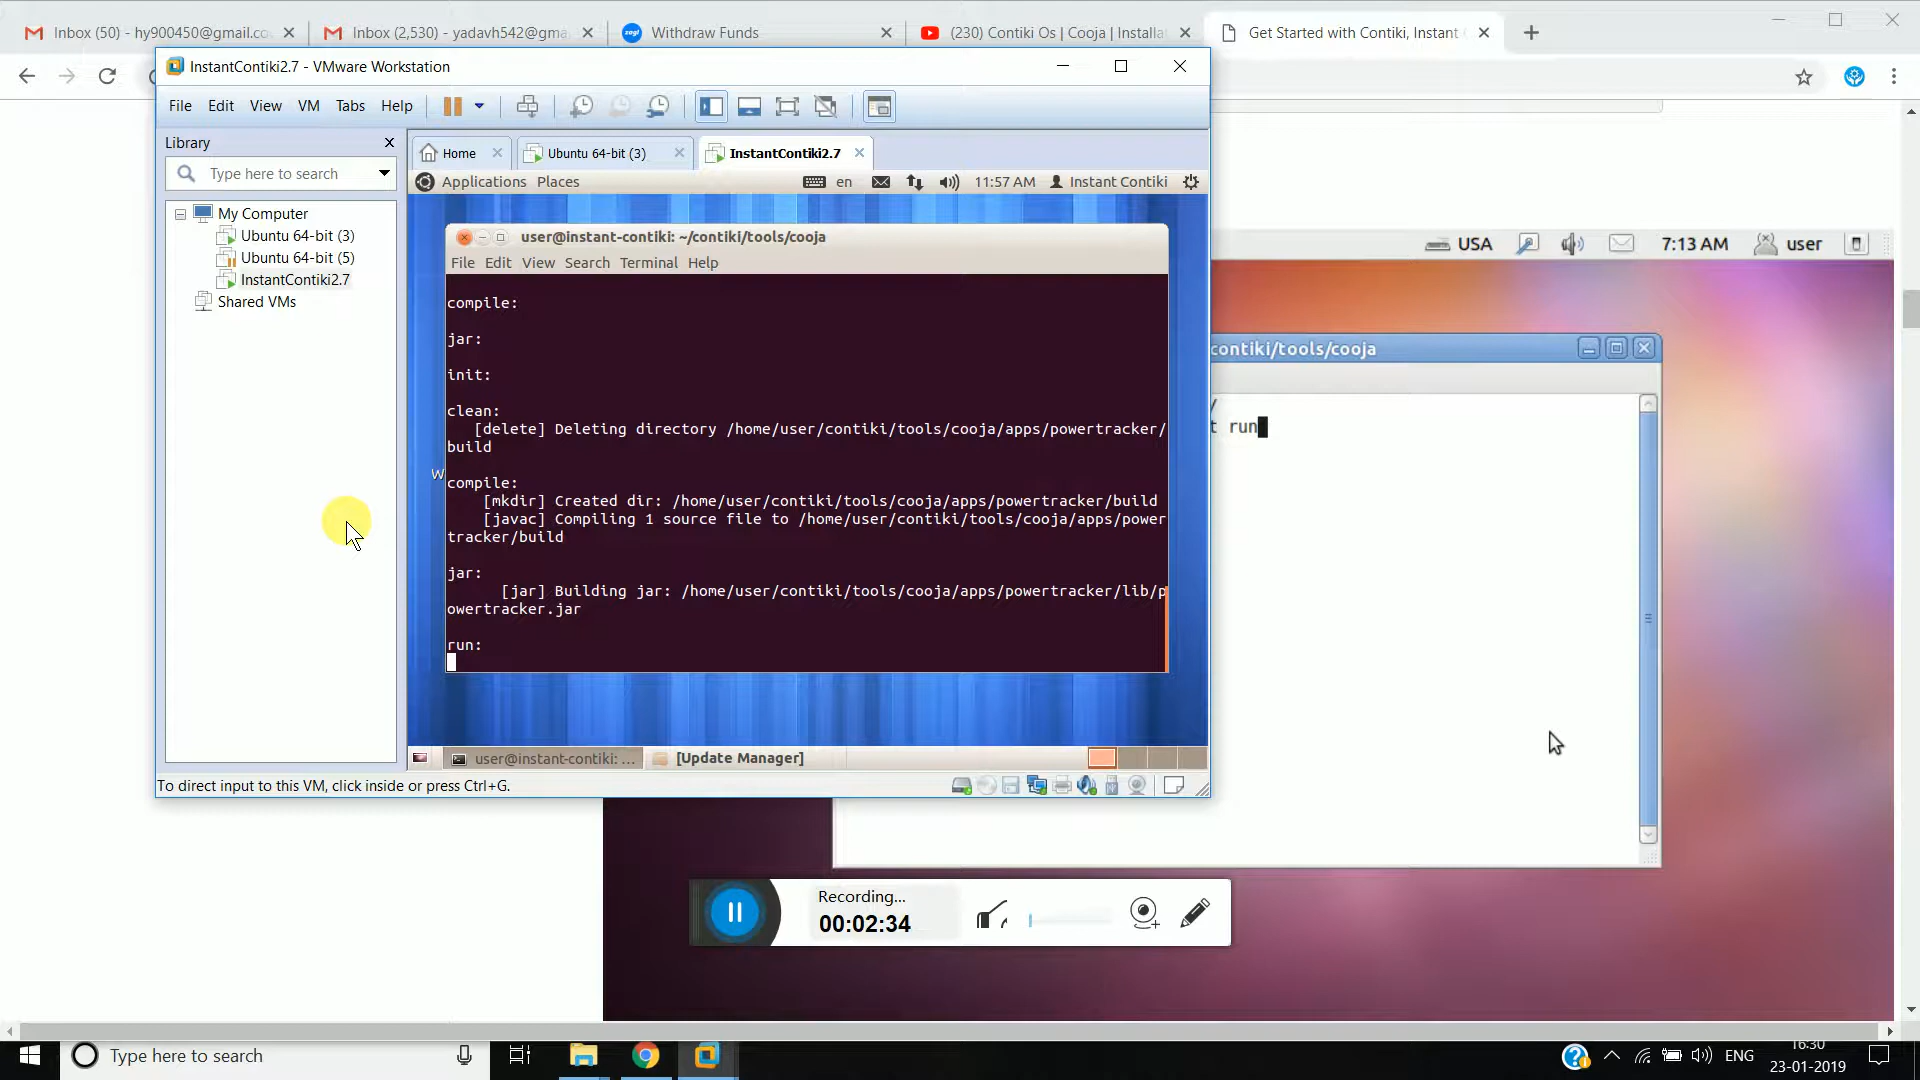 Inbox (50) - hy900450@gmail.co
Inbox (2,530) - yadavh542@gma
Withdraw Funds
(230) Contiki Os | Cooja | Installa
Get Started with Contiki, Instant
InstantContiki2.7 - VMware Workstation
File Edit View VM Tabs Help
Library
Type here to search
My Computer
Ubuntu 64-bit (3)
Ubuntu 64-bit (5)
InstantContiki2.7
Shared VMs
Home
Ubuntu 64-bit (3)
InstantContiki2.7
Applications Places
en
11:57 AM
Instant Contiki
user@instant-contiki: ~/contiki/tools/cooja
File Edit View Search Terminal Help
compile:
jar:
init:
clean:
[delete] Deleting directory /home/user/contiki/tools/cooja/apps/powertracker/
build
compile:
[mkdir] Created dir: /home/user/contiki/tools/cooja/apps/powertracker/build
[javac] Compiling 1 source file to /home/user/contiki/tools/cooja/apps/power
tracker/build
jar:
[jar] Building jar: /home/user/contiki/tools/cooja/apps/powertracker/lib/p
owertracker.jar
run:
W
user@instant-contiki: ...
[Update Manager]
To direct input to this VM, click inside or press Ctrl+G.
USA
7:13 AM
user
contiki/tools/cooja
/
t run
Recording...
00:02:34
Type here to search
ENG
16:30
23-01-2019